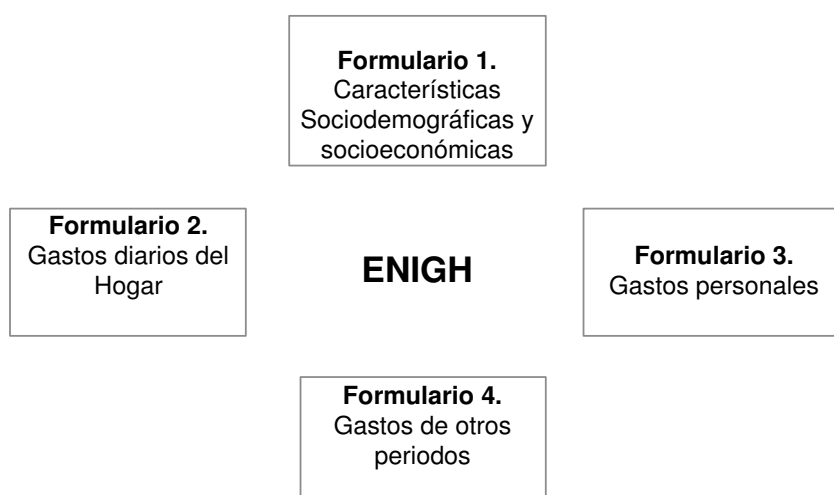 Formulario 1.
Características
Sociodemográficas y
socioeconómicas
Formulario 2.
Gastos diarios del
Hogar
ENIGH
Formulario 3.
Gastos personales
Formulario 4.
Gastos de otros
periodos